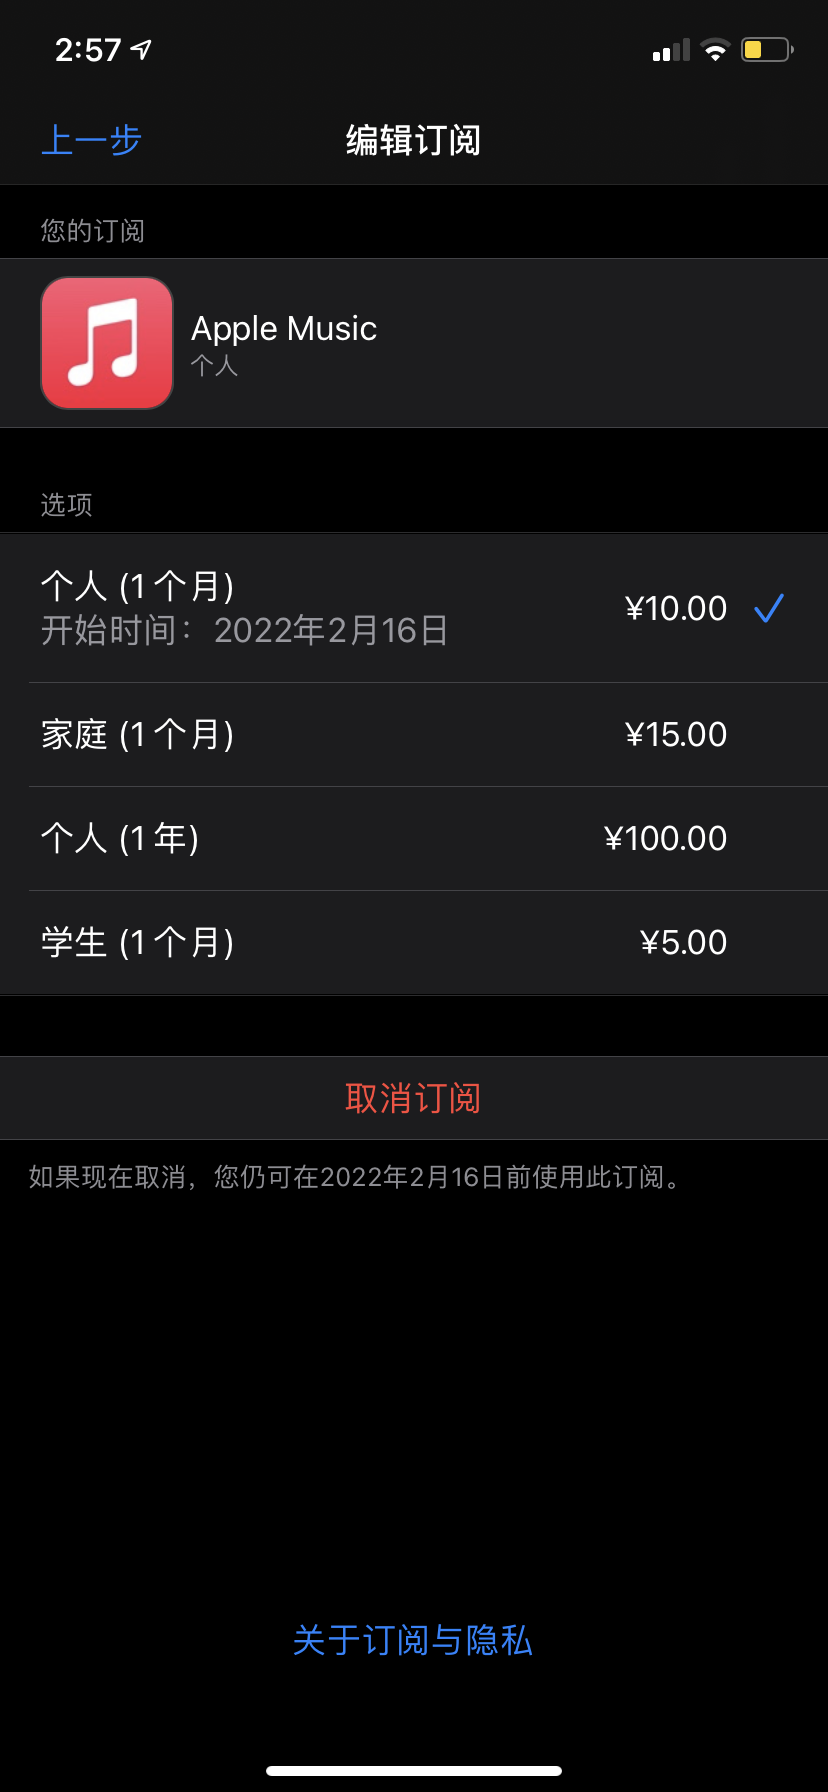 2:57
上一步
编辑订阅
您的订阅
Apple Music
个人
选项
个人 (1 个月)
开始时间： 2022年2月16日
¥10.00
家庭 (1 个月)
¥15.00
个人 (1 年)
¥100.00
学生 (1 个月)
¥5.00
取消订阅
如果现在取消，您仍可在2022年2月16日前使用此订阅。
关于订阅与隐私